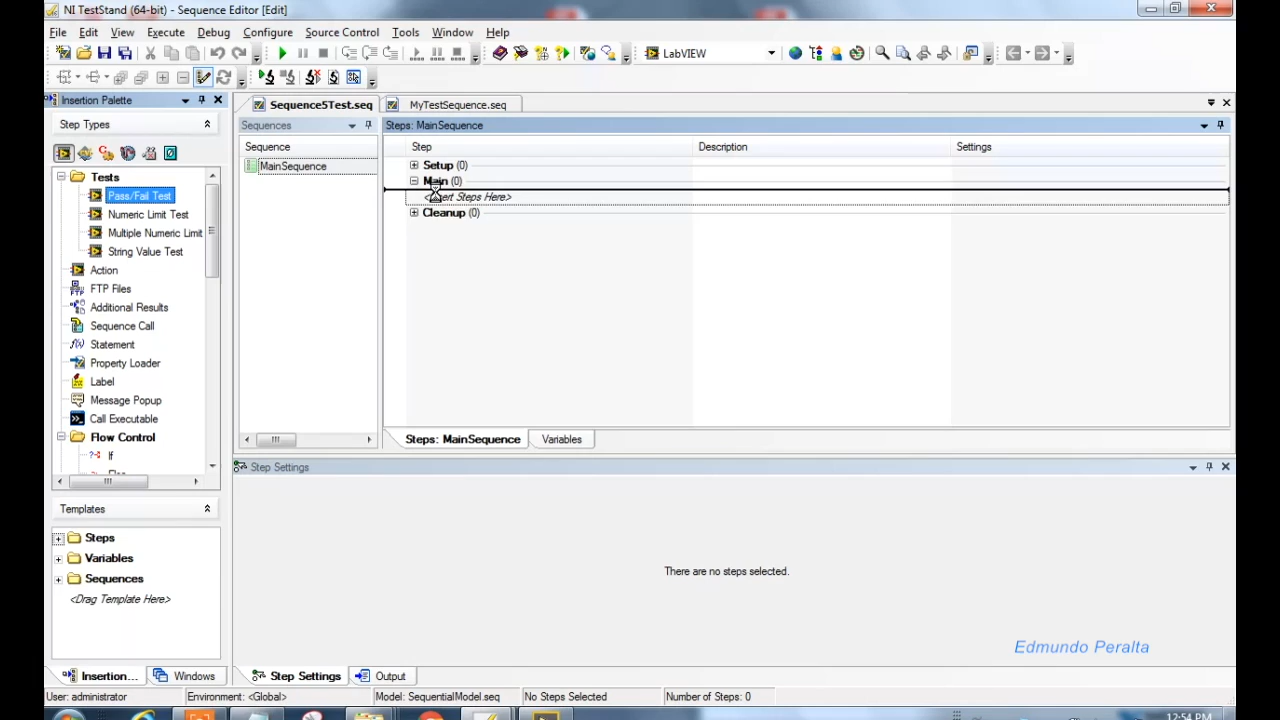 NI TestStand (64-bit) - Sequence Editor [Edit]
File Edit View Execute Debug Configure Source Control Tools Window Help
LabVIEW
Insertion Palette
Step Types
Tests
Pass/Fail Test
Numeric Limit Test
Multiple Numeric Limit
String Value Test
Action
FTP Files
Additional Results
Sequence Call
Statement
Property Loader
Label
Message Popup
Call Executable
Flow Control
If
Templates
Steps
Variables
Sequences
<Drag Template Here>
Insertion... Windows
Sequence5Test.seq MyTestSequence.seq
Sequences
Sequence
MainSequence
Steps: MainSequence
Step Description Settings
Setup (0)
Main (0)
Steps Here>
Cleanup (0)
Steps: MainSequence Variables
Step Settings
There are no steps selected.
Edmundo Peralta
Step Settings Output
User: administrator Environment: <Global> Model: SequentialModel.seq No Steps Selected Number of Steps: 0
12:54 PM